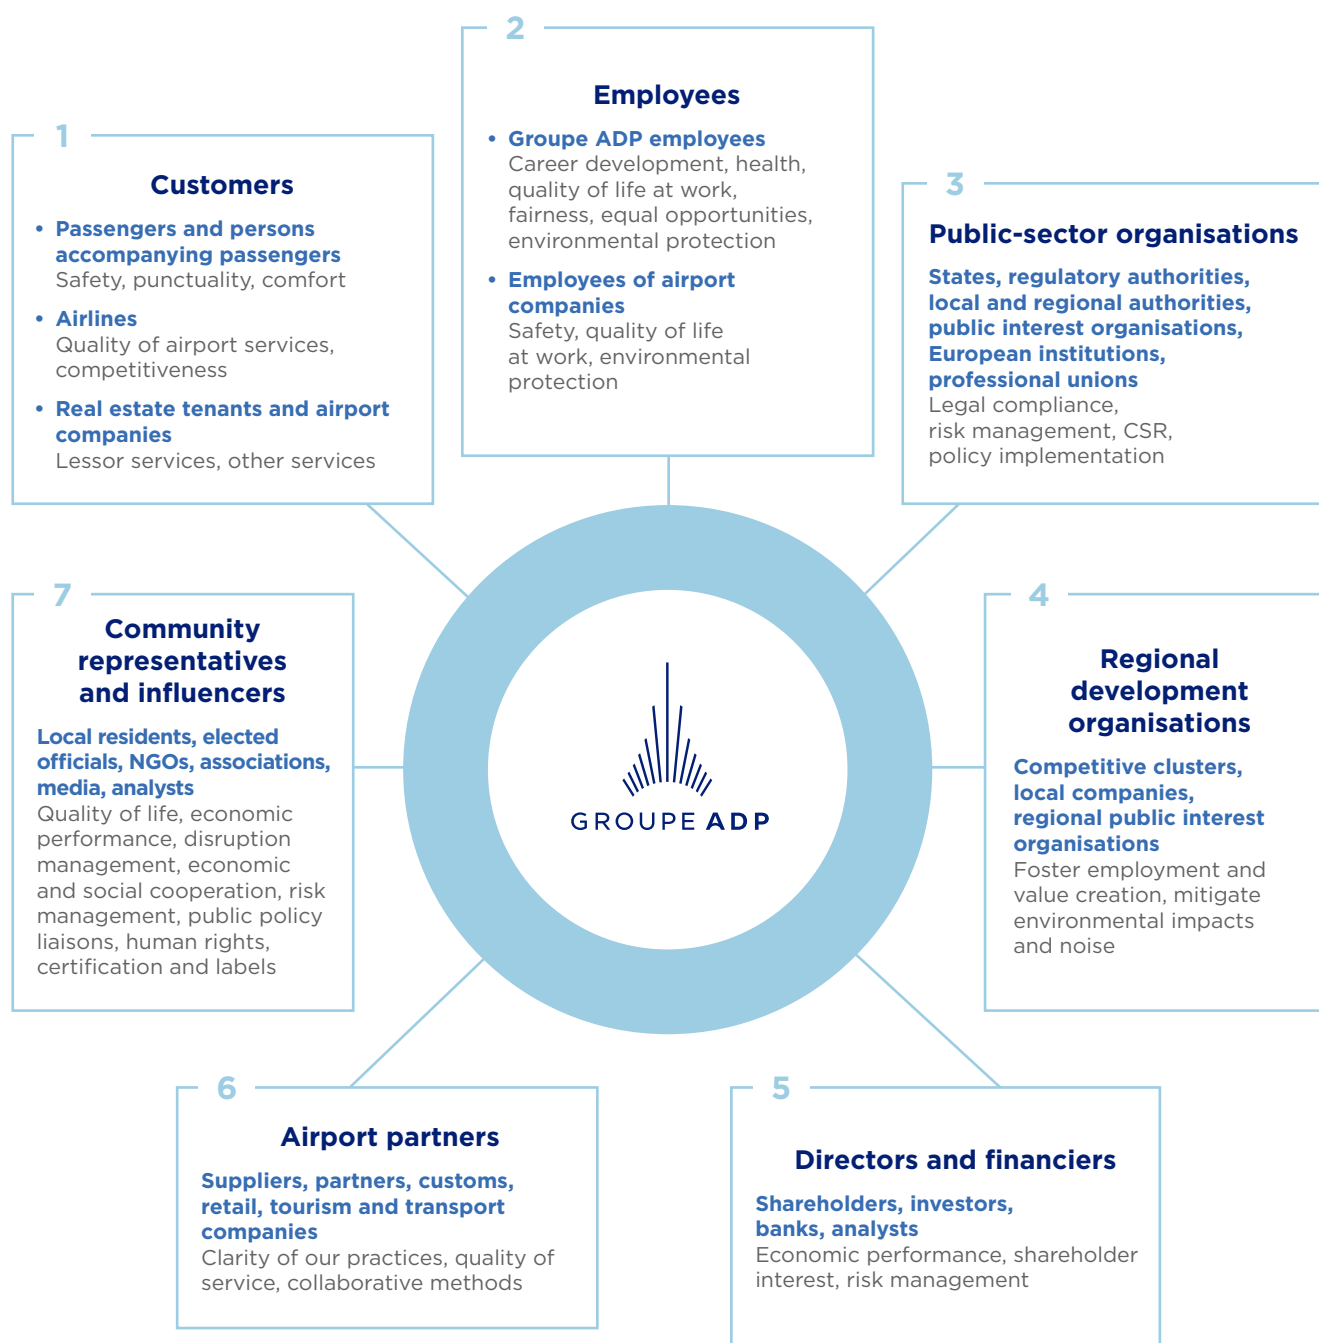 1
Customers
• Passengers and persons
accompanying passengers
Safety, punctuality, comfort
• Airlines
Quality of airport services,
competitiveness
• Real estate tenants and airport
companies
Lessor services, other services
2
Employees
• Groupe ADP employees
Career development, health,
quality of life at work,
fairness, equal opportunities,
environmental protection
• Employees of airport
companies
Safety, quality of life
at work, environmental
protection
3
Public-sector organisations
States, regulatory authorities,
local and regional authorities,
public interest organisations,
European institutions,
professional unions
Legal compliance,
risk management, CSR,
policy implementation
4
Regional
development
organisations
Competitive clusters,
local companies,
regional public interest
organisations
Foster employment and
value creation, mitigate
environmental impacts
and noise
5
Directors and financiers
Shareholders, investors,
banks, analysts
Economic performance, shareholder
interest, risk management
6
Airport partners
Suppliers, partners, customs,
retail, tourism and transport
companies
Clarity of our practices, quality of
service, collaborative methods
7
Community
representatives
and influencers
Local residents, elected
officials, NGOs, associations,
media, analysts
Quality of life, economic
performance, disruption
management, economic
and social cooperation, risk
management, public policy
liaisons, human rights,
certification and labels
GROUPE ADP